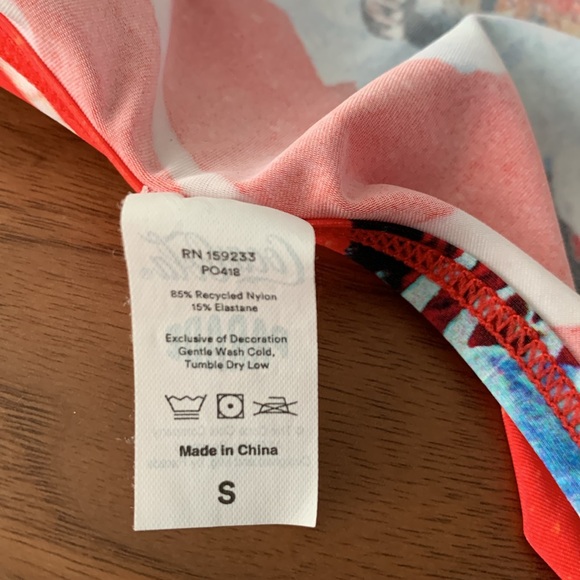 RN 159233
PO418
85% Recycled Nylon
15% Elastane
Exclusive of Decoration
Gentle Wash Cold,
Tumble Dry Low
Made in China
S